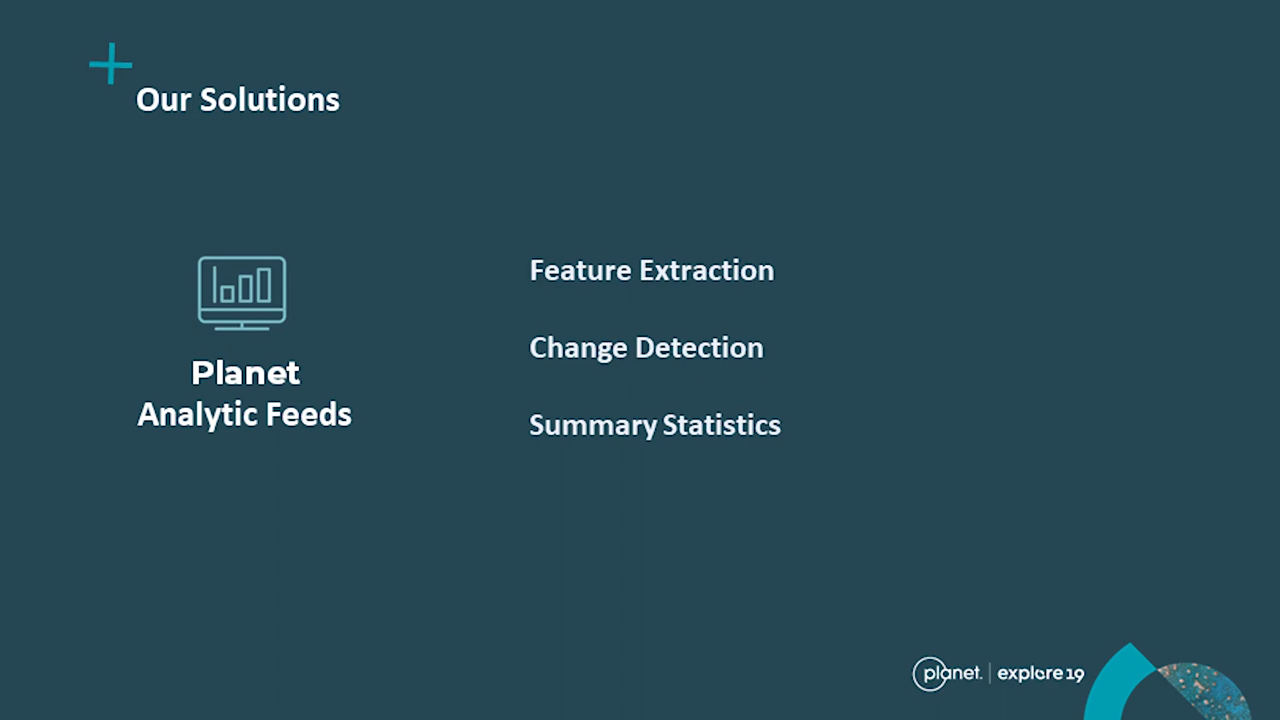 Our Solutions
Planet
Analytic Feeds
Feature Extraction
Change Detection
Summary Statistics
planet. explore 19